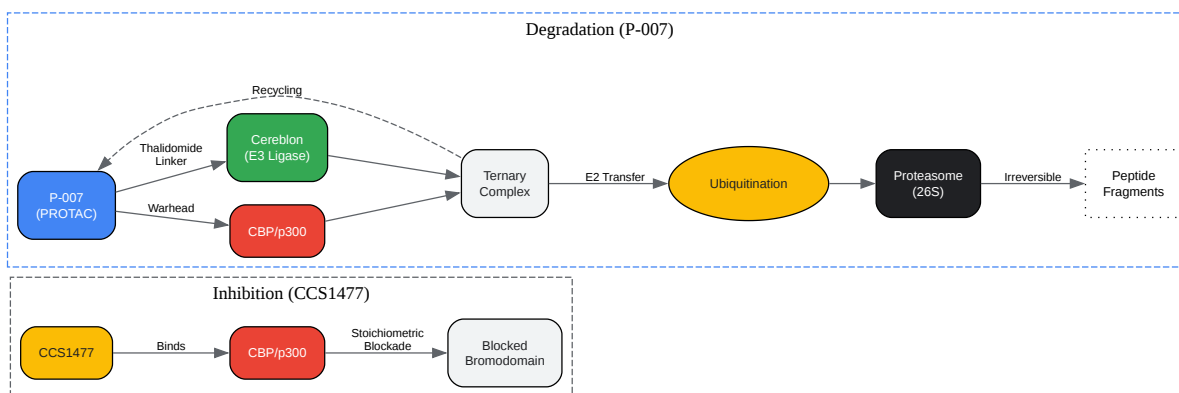 Degradation (P-007)
Recycling
Thalidomide
Linker
Cereblon
(E3 Ligase)
P-007
(PROTAC)
Warhead
CBP/p300
Ternary
Complex
E2 Transfer
Ubiquitination
Proteasome
(26S)
Irreversible
Peptide
Fragments
Inhibition (CCS1477)
CCS1477
Binds
CBP/p300
Stoichiometric
Blockade
Blocked
Bromodomain